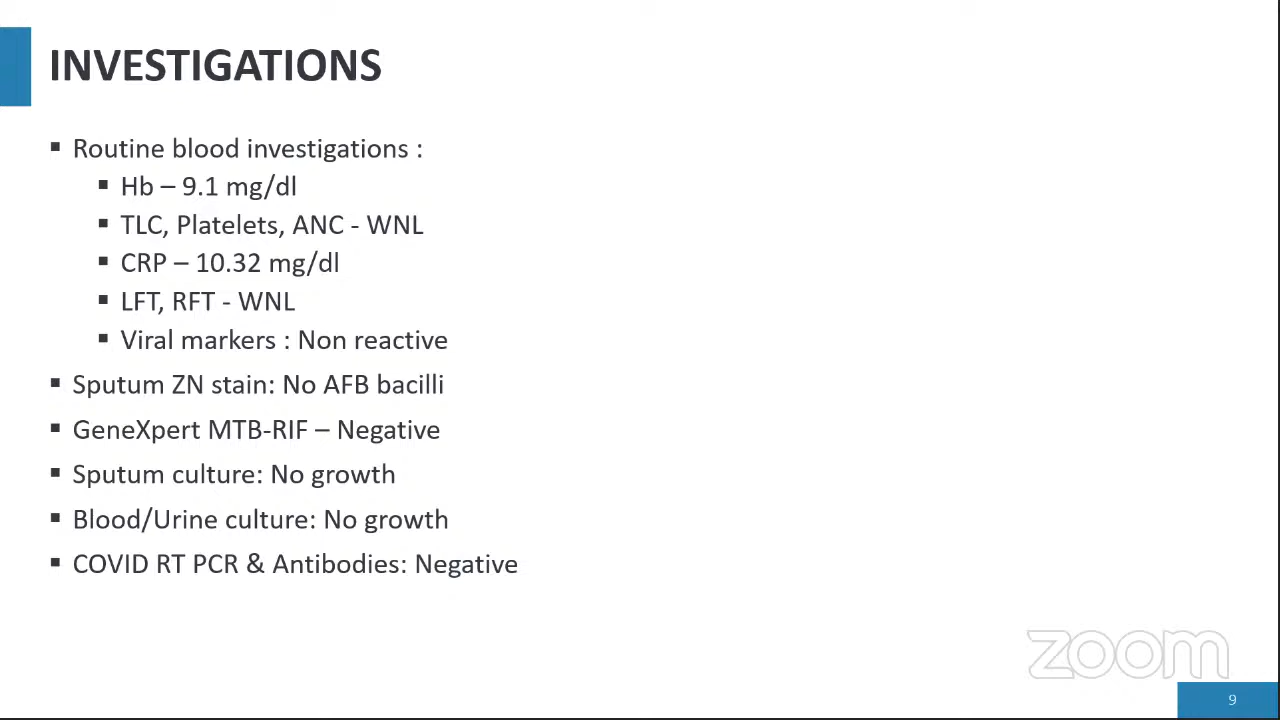 INVESTIGATIONS
▪ Routine blood investigations :
▪ Hb – 9.1 mg/dl
▪ TLC, Platelets, ANC - WNL
▪ CRP – 10.32 mg/dl
▪ LFT, RFT - WNL
▪ Viral markers : Non reactive
▪ Sputum ZN stain: No AFB bacilli
▪ GeneXpert MTB-RIF – Negative
▪ Sputum culture: No growth
▪ Blood/Urine culture: No growth
▪ COVID RT PCR & Antibodies: Negative
zoom
9